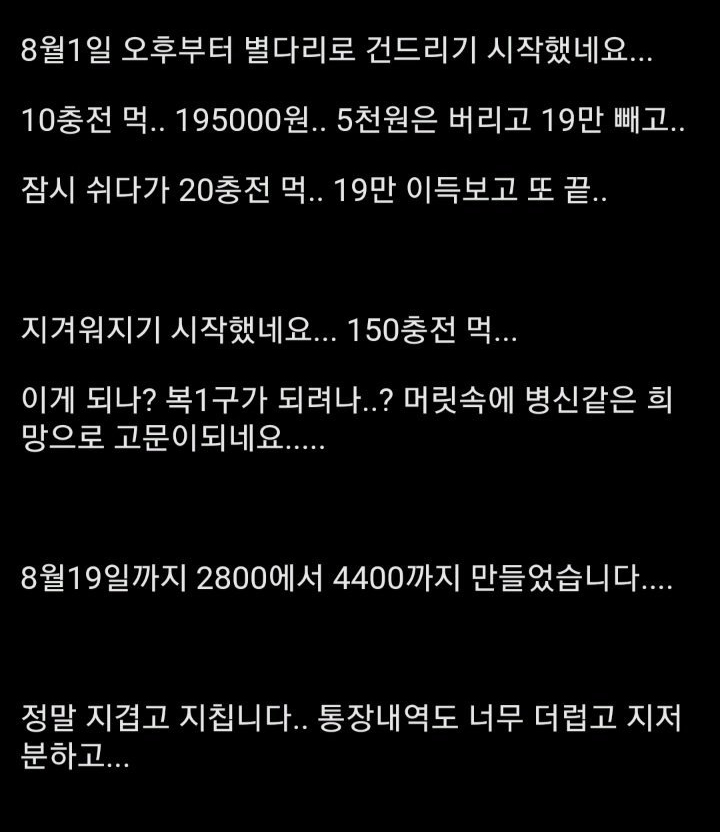 8월1일 오후부터 별다리로 건드리기 시작했네요...
10충전 먹.. 195000원.. 5천원은 버리고 19만 빼고..
잠시 쉬다가 20충전 먹.. 19만 이득보고 또 끝..
지겨워지기 시작했네요... 150충전 먹...
이게 되나? 복1구가 되려나..? 머릿속에 병신같은 희
망으로 고문이되네요.....
8월19일까지 2800에서 4400까지 만들었습니다....
정말 지겹고 지칩니다.. 통장내역도 너무 더럽고 지저
분하고...